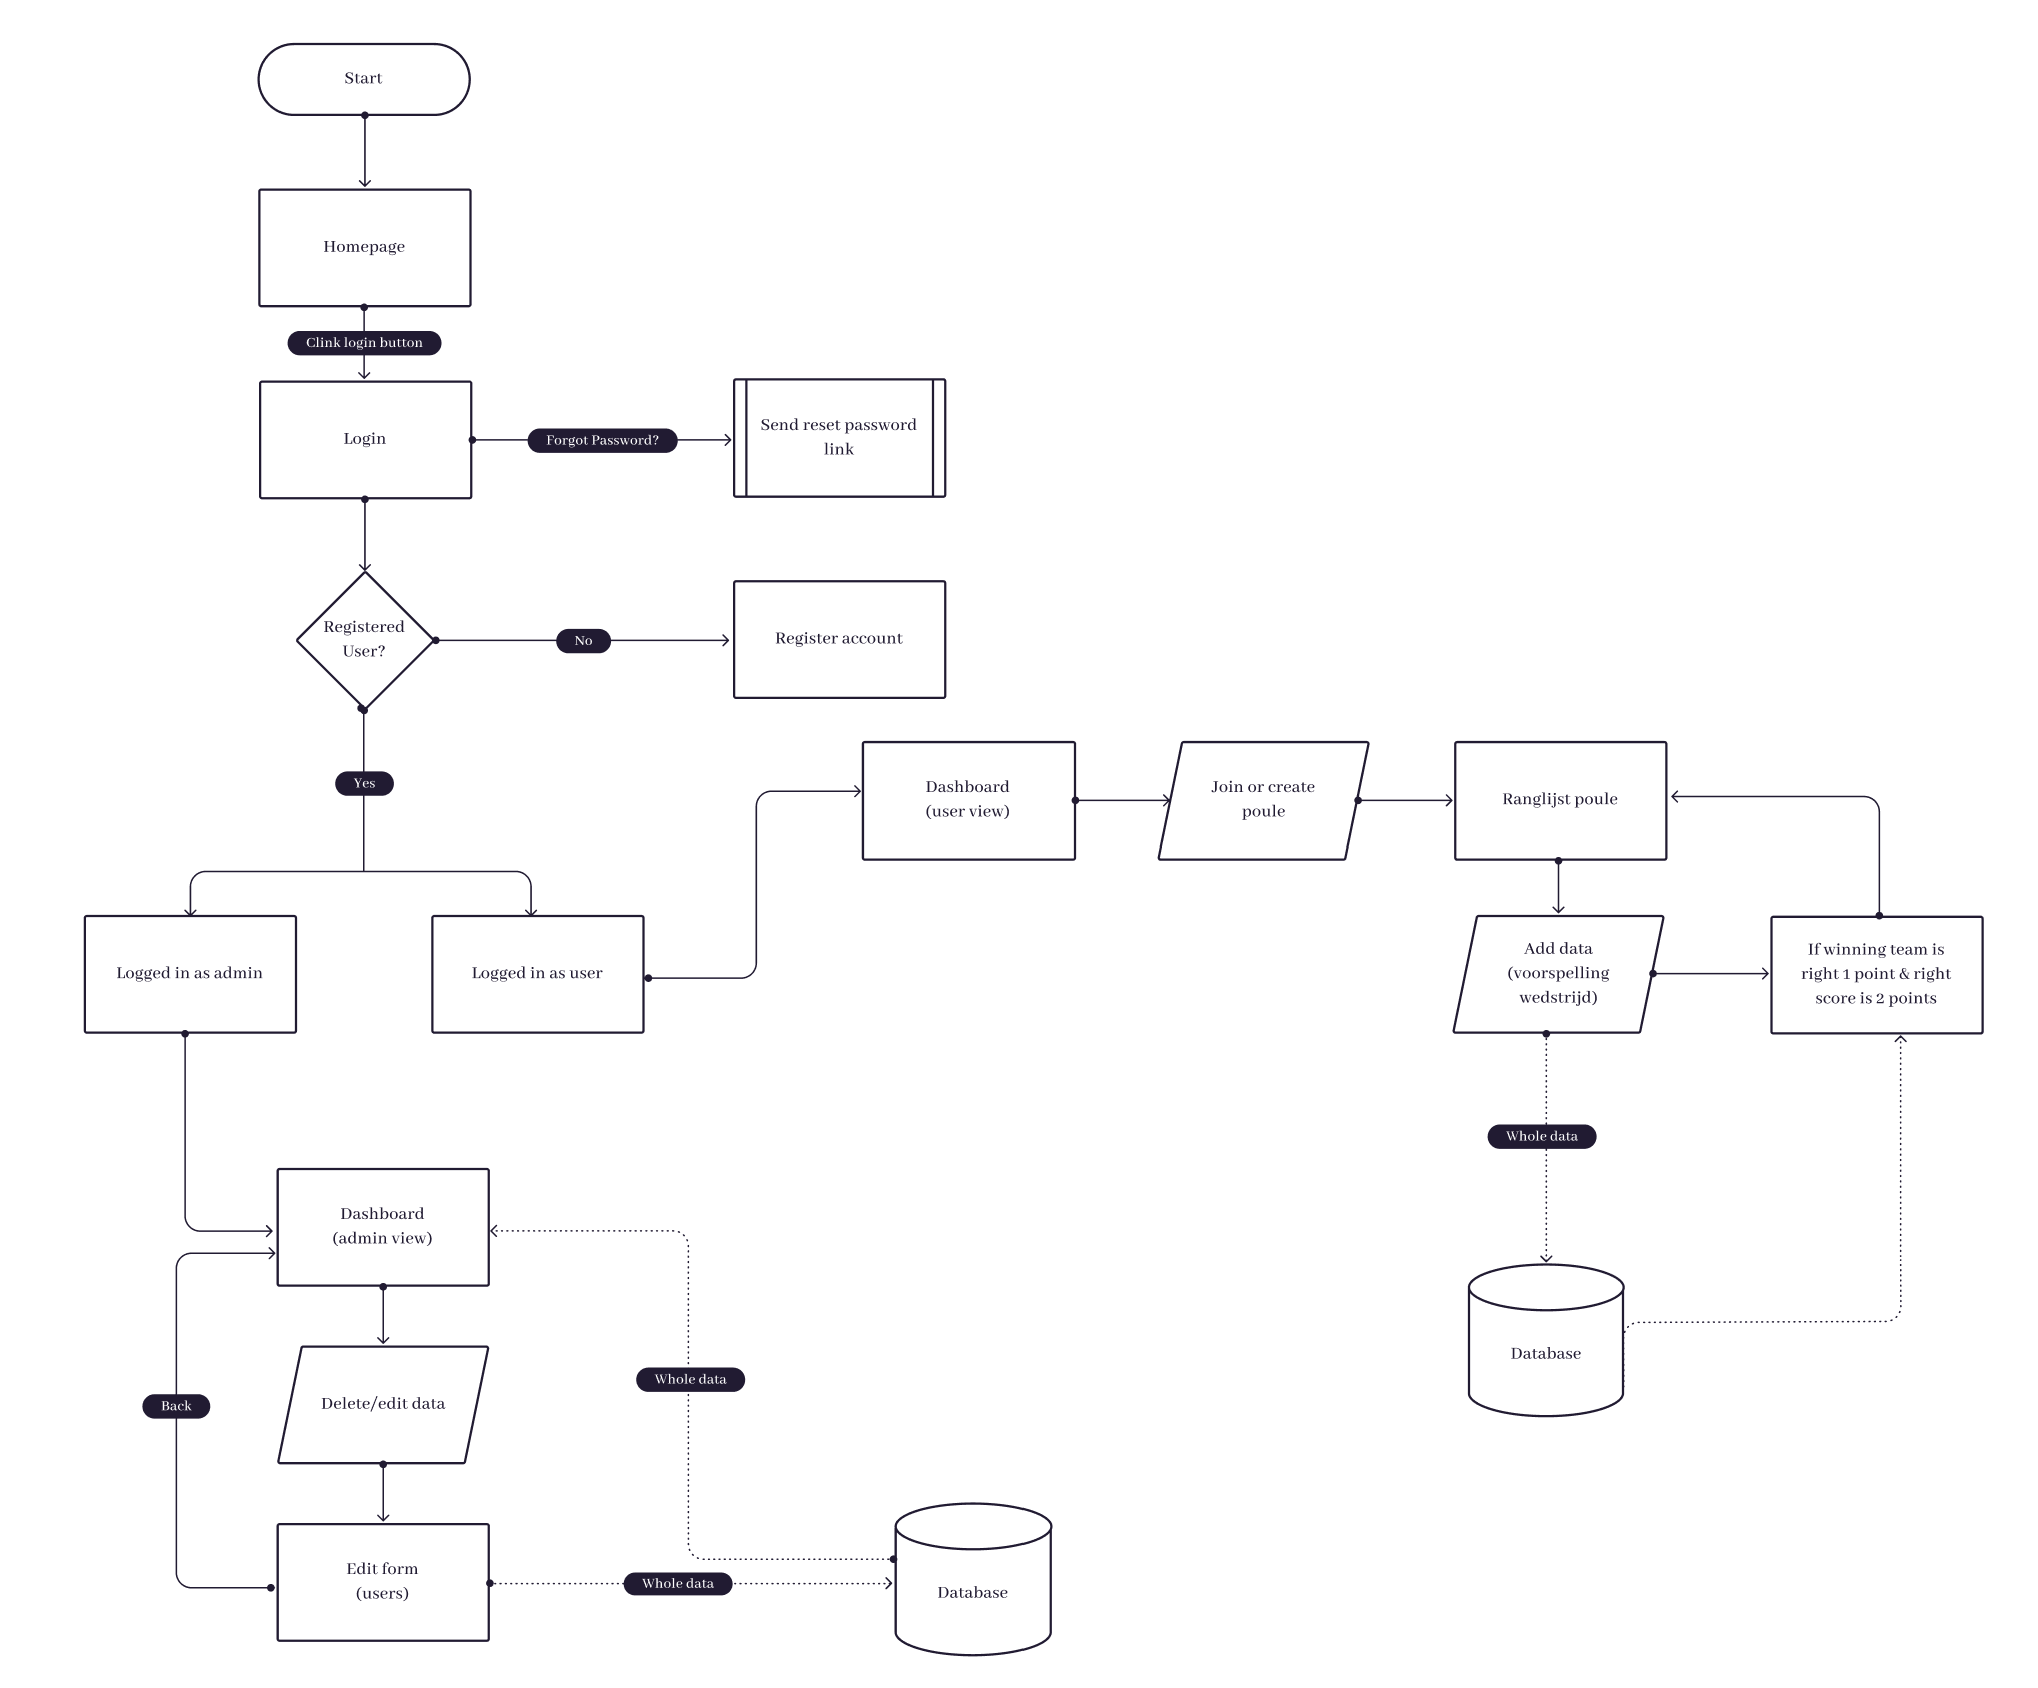 Start
Homepage
Clink login button
Login
Forgot Password?
Send reset password
link
Registered
User?
No
Register account
Yes
Dashboard
(user view)
Join or create
poule
Ranglijst poule
Logged in as admin
Logged in as user
Add data
(voorspelling
wedstrijd)
If winning team is
right 1 point & right
score is 2 points
Whole data
Dashboard
(admin view)
Database
Whole data
Back
Delete/edit data
Edit form
(users)
Whole data
Database